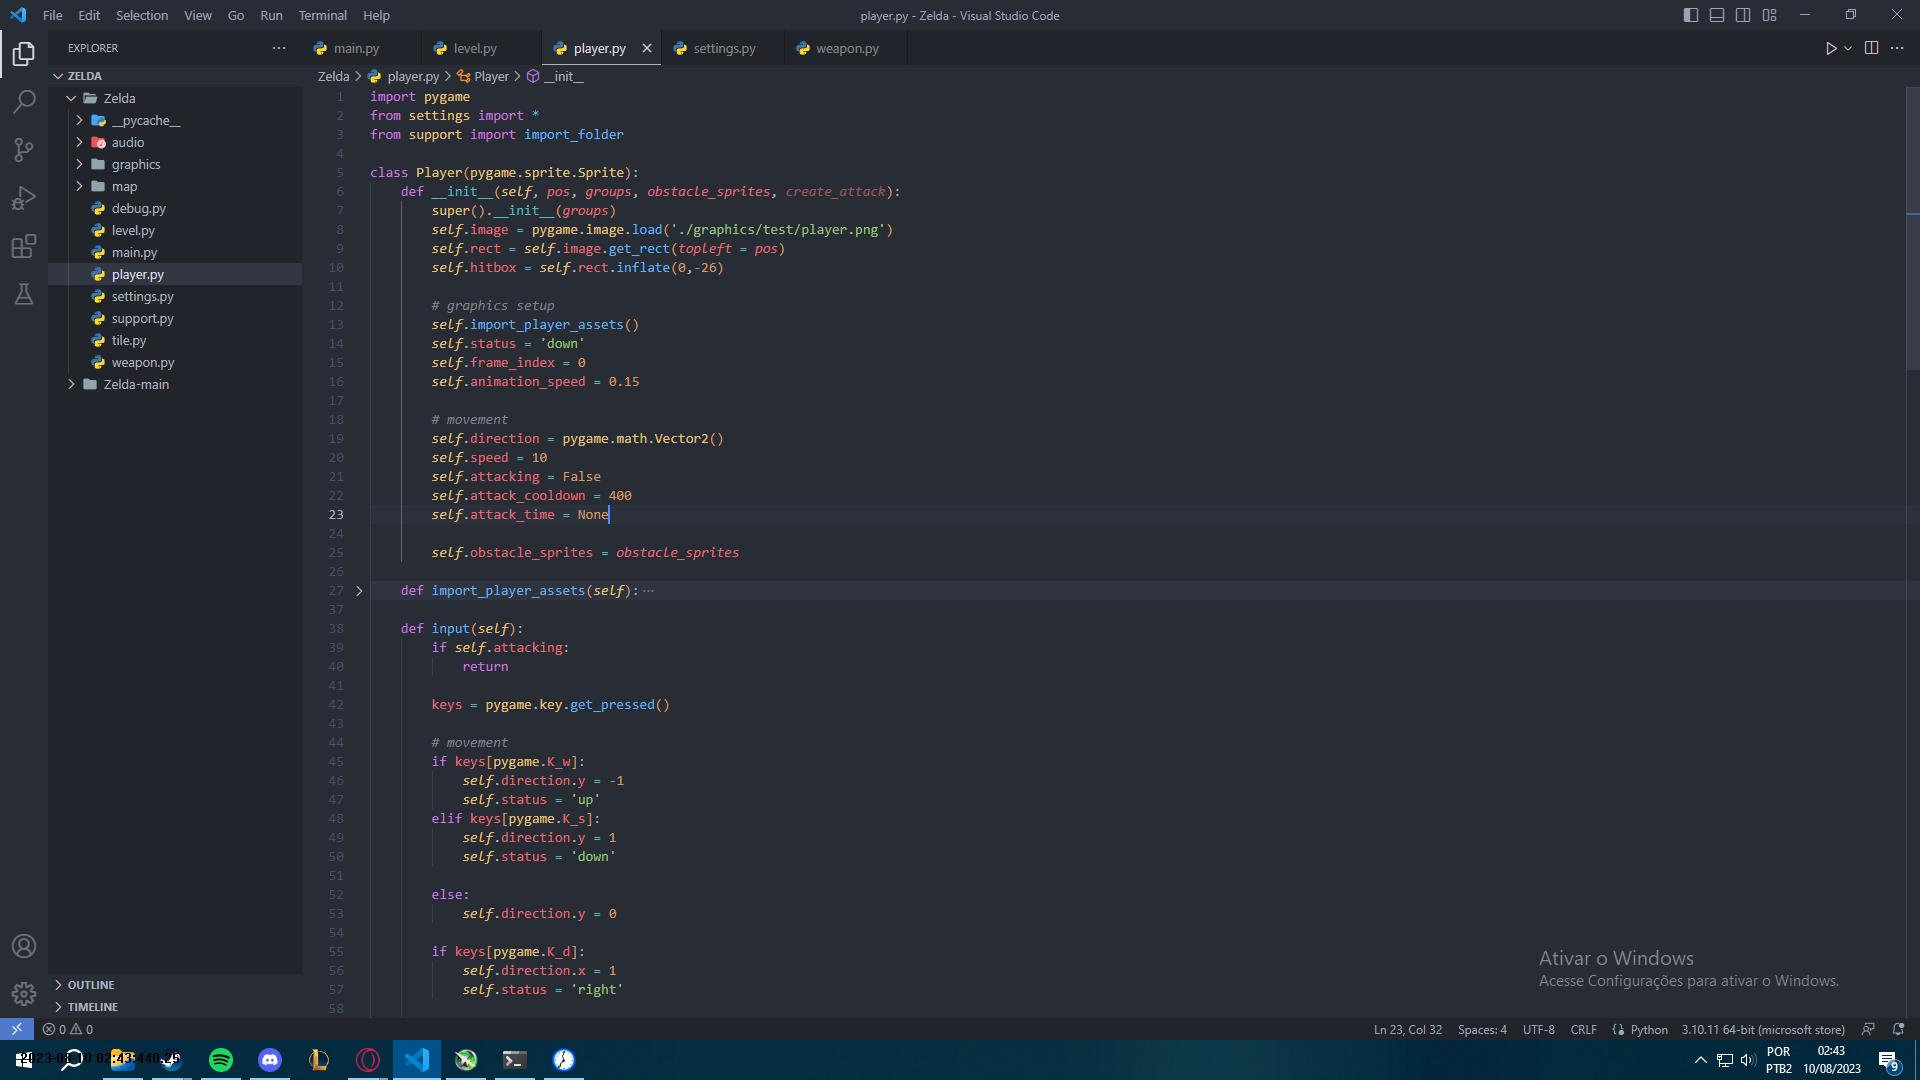 File Edit Selection View Go Run Terminal Help
player.py - Zelda - Visual Studio Code
EXPLORER
ZELDA
Zelda
__pycache__
audio
graphics
map
debug.py
level.py
main.py
player.py
settings.py
support.py
tile.py
weapon.py
Zelda-main
OUTLINE
TIMELINE
main.py level.py player.py settings.py weapon.py
Zelda > player.py > Player > __init__
1 import pygame
2 from settings import *
3 from support import import_folder
4
5 class Player(pygame.sprite.Sprite):
6 def __init__(self, pos, groups, obstacle_sprites, create_attack):
7 super().__init__(groups)
8 self.image = pygame.image.load('./graphics/test/player.png')
9 self.rect = self.image.get_rect(topleft = pos)
10 self.hitbox = self.rect.inflate(0,-26)
11
12 # graphics setup
13 self.import_player_assets()
14 self.status = 'down'
15 self.frame_index = 0
16 self.animation_speed = 0.15
17
18 # movement
19 self.direction = pygame.math.Vector2()
20 self.speed = 10
21 self.attacking = False
22 self.attack_cooldown = 400
23 self.attack_time = None
24
25 self.obstacle_sprites = obstacle_sprites
26
27 def import_player_assets(self): ···
37
38 def input(self):
39 if self.attacking:
40 return
41
42 keys = pygame.key.get_pressed()
43
44 # movement
45 if keys[pygame.K_w]:
46 self.direction.y = -1
47 self.status = 'up'
48 elif keys[pygame.K_s]:
49 self.direction.y = 1
50 self.status = 'down'
51
52 else:
53 self.direction.y = 0
54
55 if keys[pygame.K_d]:
56 self.direction.x = 1
57 self.status = 'right'
58
Ativar o Windows
Acesse Configurações para ativar o Windows.
0 0
Ln 23, Col 32 Spaces: 4 UTF-8 CRLF Python 3.10.11 64-bit (microsoft store)
POR
PTB2
02:43
10/08/2023
9